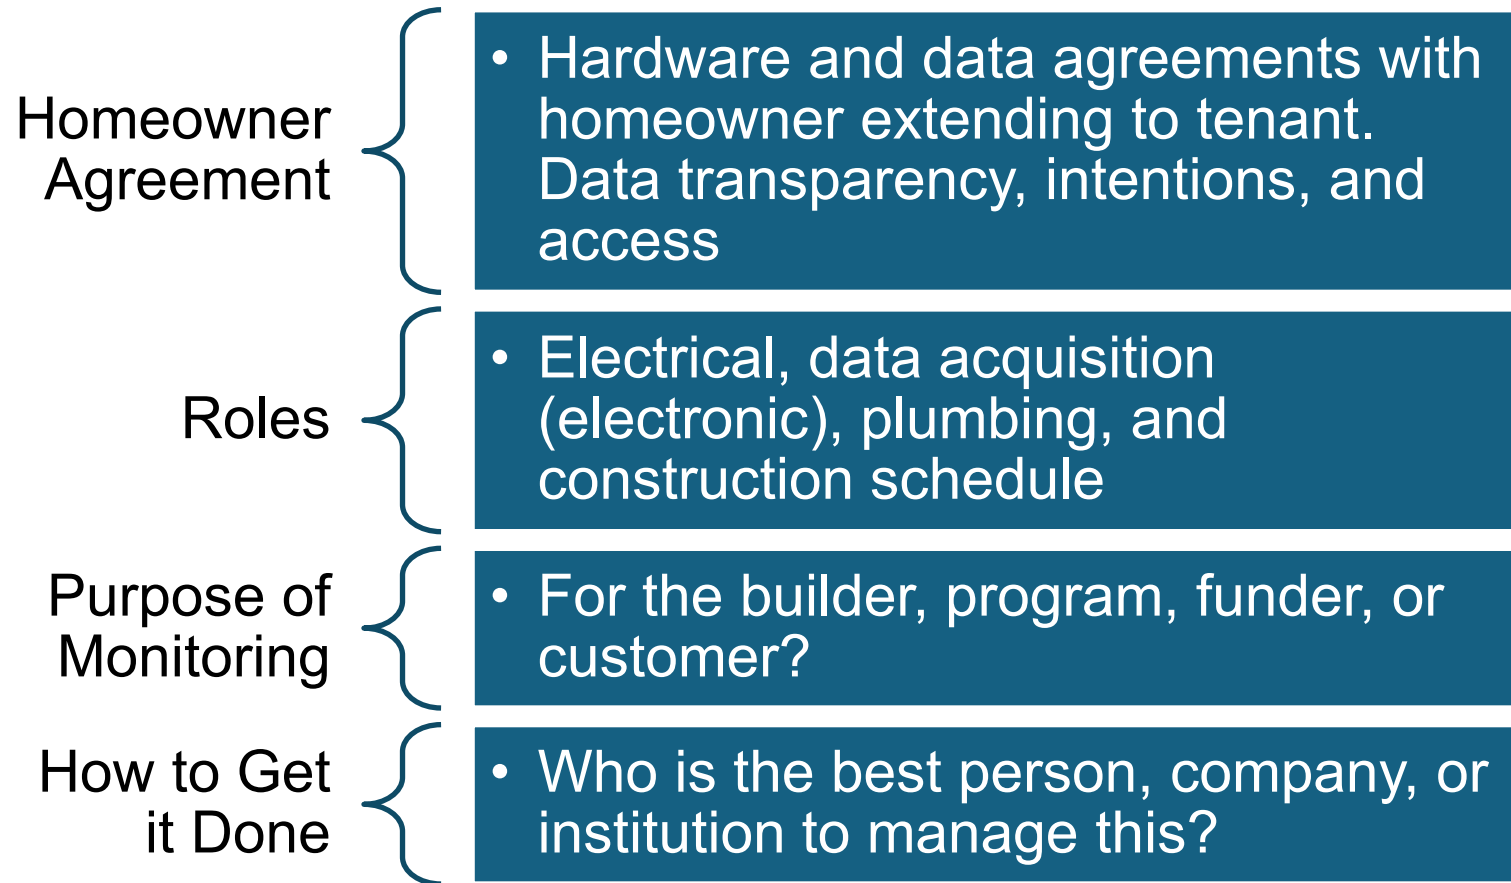 Homeowner
Agreement
• Hardware and data agreements with
homeowner extending to tenant.
Data transparency, intentions, and
access
Roles
• Electrical, data acquisition
(electronic), plumbing, and
construction schedule
Purpose of
Monitoring
• For the builder, program, funder, or
customer?
How to Get
it Done
• Who is the best person, company, or
institution to manage this?